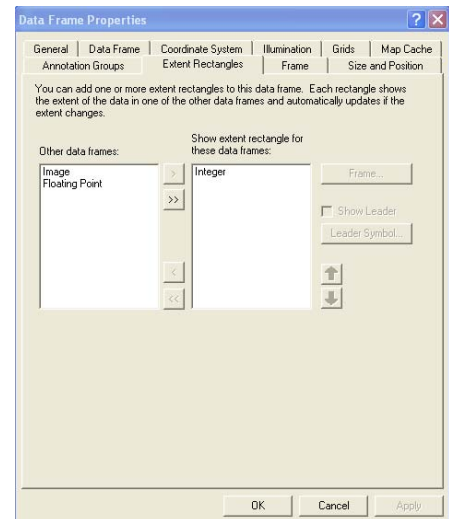 Data Frame Properties
General Data Frame Coordinate System Illumination Grids Map Cache
Annotation Groups Extent Rectangles Frame Size and Position
You can add one or more extent rectangles to this data frame. Each rectangle shows
the extent of the data in one of the other data frames and automatically updates if the
extent changes.
Other data frames:
Show extent rectangle for
these data frames:
Image
Floating Point
>
>>
<
<<
Integer
Frame...
Show Leader
Leader Symbol...
OK Cancel Apply